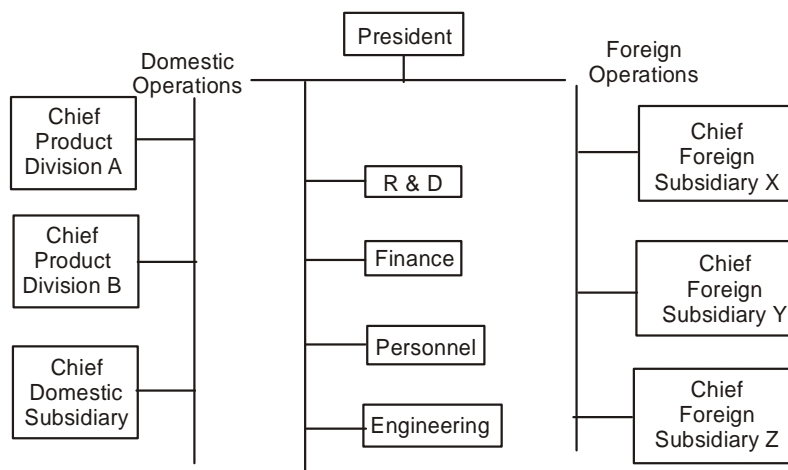 President
Domestic
Operations
Foreign
Operations
Chief
Product
Division A
Chief
Product
Division B
Chief
Domestic
Subsidiary
R & D
Finance
Personnel
Engineering
Chief
Foreign
Subsidiary X
Chief
Foreign
Subsidiary Y
Chief
Foreign
Subsidiary Z